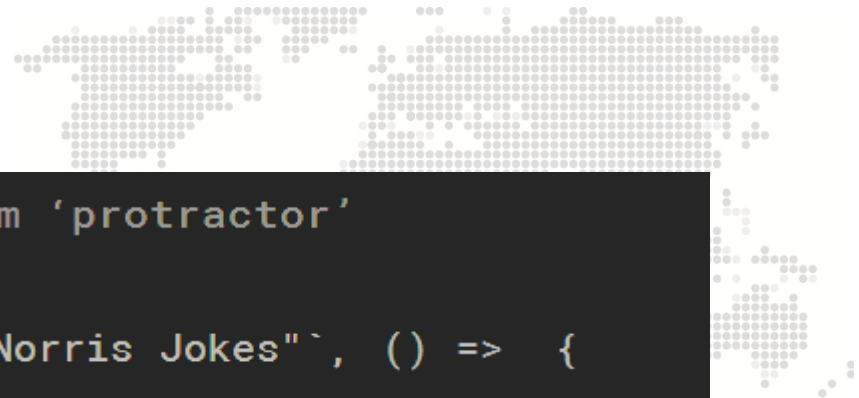 m ‘protractor’
Norris Jokes"`, () => {